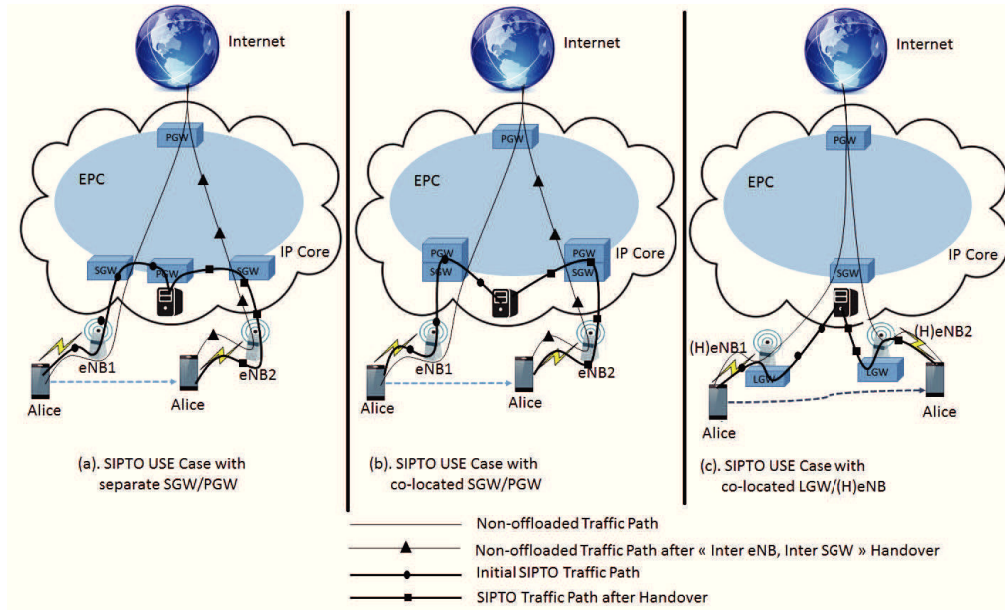 Internet
PGW
EPC
IP Core
SGW
PGW
SGW
eNB1
eNB2
Alice
Alice
(a). SIPTO USE Case with
separate SGW/PGW
Internet
PGW
EPC
IP Core
PGW
SGW
PGW
SGW
eNB1
eNB2
Alice
Alice
(b). SIPTO USE Case with
co-located SGW/PGW
Internet
PGW
EPC
IP Core
SGW
(H)eNB1
(H)eNB2
LGW
LGW
Alice
Alice
(c). SIPTO USE Case with
co-located LGW/(H)eNB
Non-offloaded Traffic Path
Non-offloaded Traffic Path after « Inter eNB, Inter SGW » Handover
Initial SIPTO Traffic Path
SIPTO Traffic Path after Handover